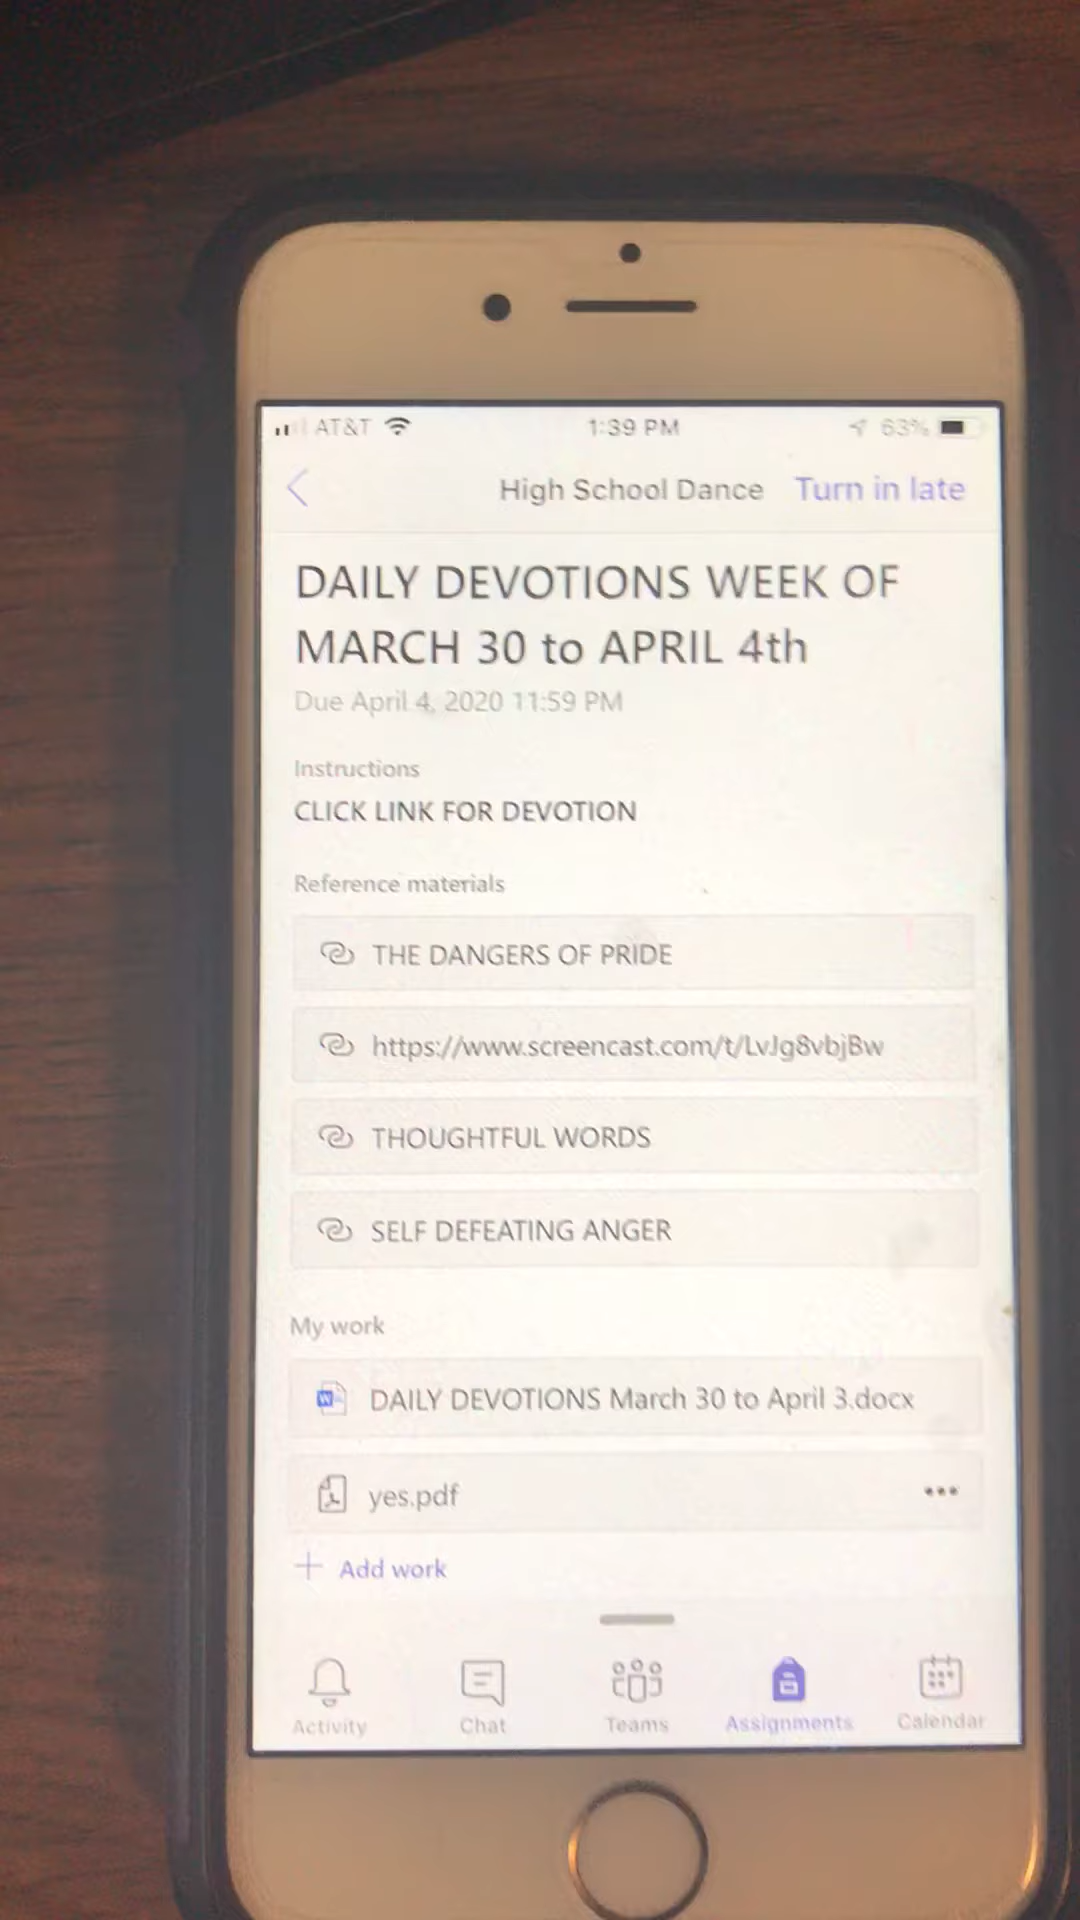 AT&T 1:39 PM 63%
High School Dance Turn in late
DAILY DEVOTIONS WEEK OF
MARCH 30 to APRIL 4th
Due April 4, 2020 11:59 PM
Instructions
CLICK LINK FOR DEVOTION
Reference materials
THE DANGERS OF PRIDE
https://www.screencast.com/t/LvJg8vbjBw
THOUGHTFUL WORDS
SELF DEFEATING ANGER
My work
DAILY DEVOTIONS March 30 to April 3.docx
yes.pdf
Add work
Activity Chat Teams Assignments Calendar